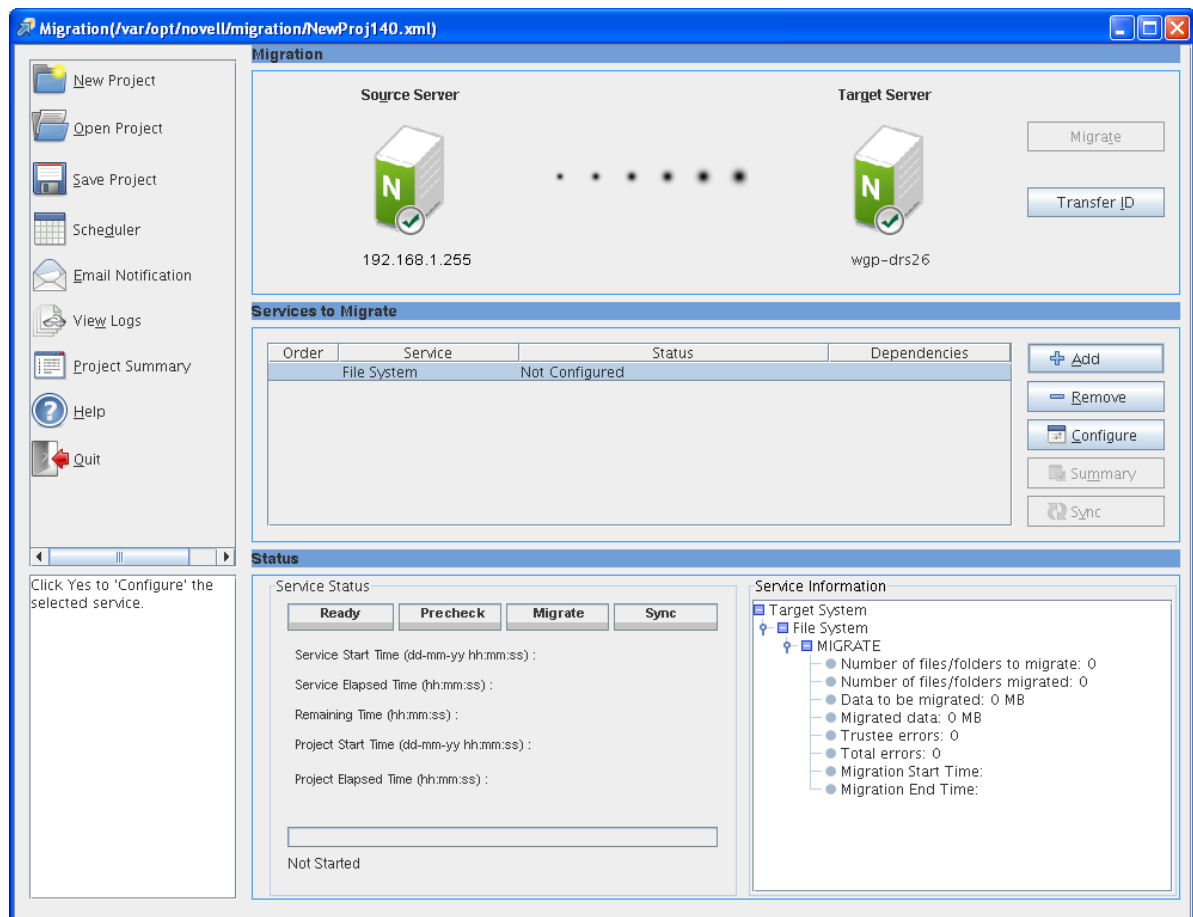 Migration(/var/opt/novell/migration/NewProj140.xml)
New Project
Open Project
Save Project
Scheduler
Email Notification
View Logs
Project Summary
Help
Quit
Click Yes to 'Configure' the
selected service.
Migration
Source Server
Target Server
N
N
192.168.1.255
wgp-drs26
Migrate
Transfer ID
Services to Migrate
Order Service Status Dependencies
File System Not Configured
Add
Remove
Configure
Summary
Sync
Status
Service Status
Ready Precheck Migrate Sync
Service Start Time (dd-mm-yy hh:mm:ss) :
Service Elapsed Time (hh:mm:ss) :
Remaining Time (hh:mm:ss) :
Project Start Time (dd-mm-yy hh:mm:ss) :
Project Elapsed Time (hh:mm:ss) :
Not Started
Service Information
Target System
File System
MIGRATE
Number of files/folders to migrate: 0
Number of files/folders migrated: 0
Data to be migrated: 0 MB
Migrated data: 0 MB
Trustee errors: 0
Total errors: 0
Migration Start Time:
Migration End Time: